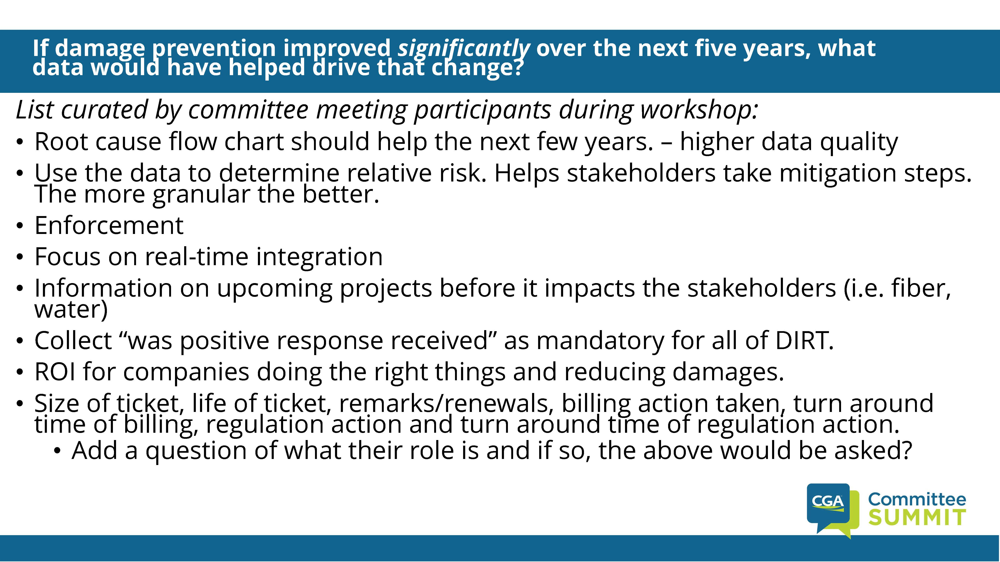 If damage prevention improved significantly over the next five years, what
data would have helped drive that change?
List curated by committee meeting participants during workshop:
• Root cause flow chart should help the next few years. – higher data quality
• Use the data to determine relative risk. Helps stakeholders take mitigation steps.
The more granular the better.
• Enforcement
• Focus on real-time integration
• Information on upcoming projects before it impacts the stakeholders (i.e. fiber,
water)
• Collect “was positive response received” as mandatory for all of DIRT.
• ROI for companies doing the right things and reducing damages.
• Size of ticket, life of ticket, remarks/renewals, billing action taken, turn around
time of billing, regulation action and turn around time of regulation action.
• Add a question of what their role is and if so, the above would be asked?
CGA
Committee
SUMMIT